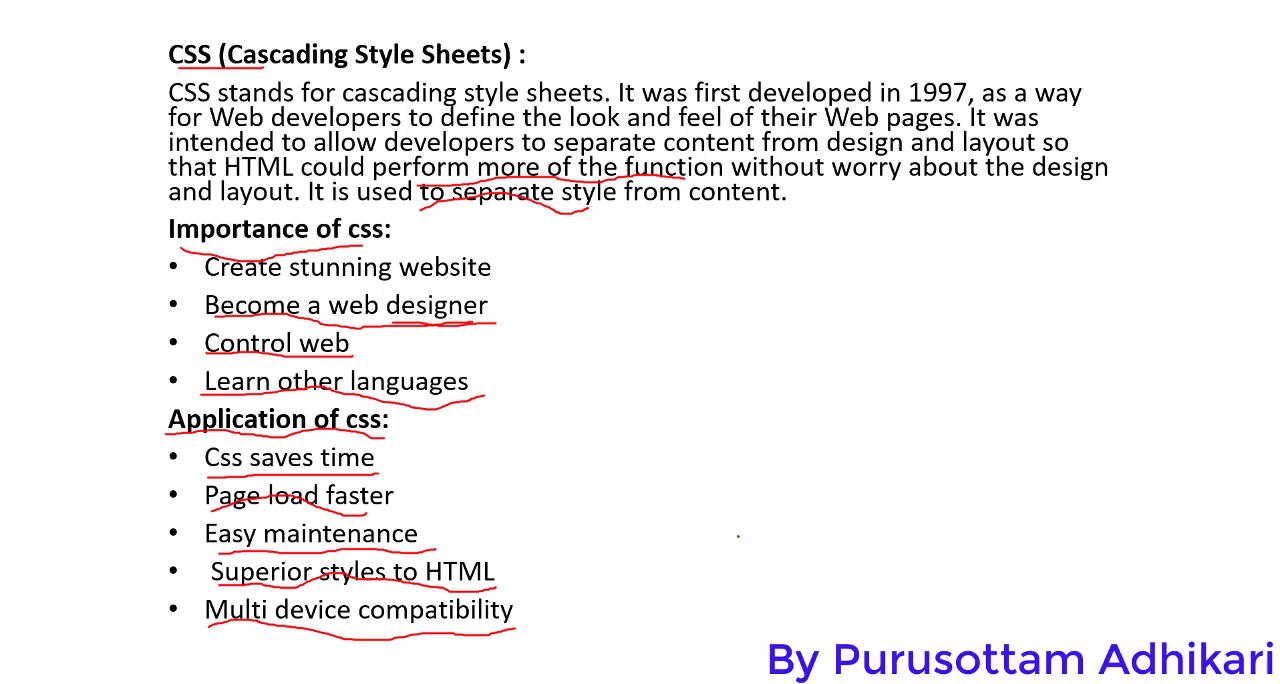 CSS (Cascading Style Sheets) :
CSS stands for cascading style sheets. It was first developed in 1997, as a way
for Web developers to define the look and feel of their Web pages. It was
intended to allow developers to separate content from design and layout so
that HTML could perform more of the function without worry about the design
and layout. It is used to separate style from content.
Importance of css:
• Create stunning website
• Become a web designer
• Control web
• Learn other languages
Application of css:
• Css saves time
• Page load faster
• Easy maintenance
• Superior styles to HTML
• Multi device compatibility
By Purusottam Adhikari